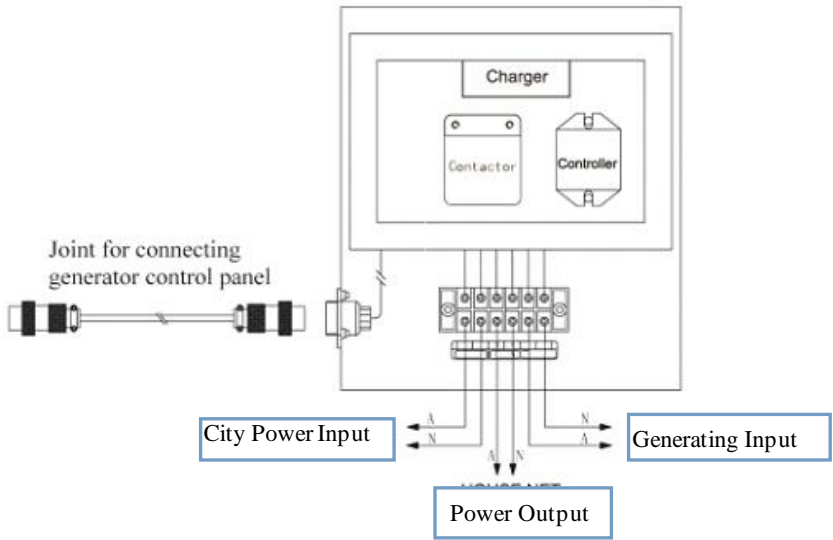 Charger
Contactor
Controller
Joint for connecting
generator control panel
A
N
City Power Input
A
N
N
A
Generating Input
Power Output